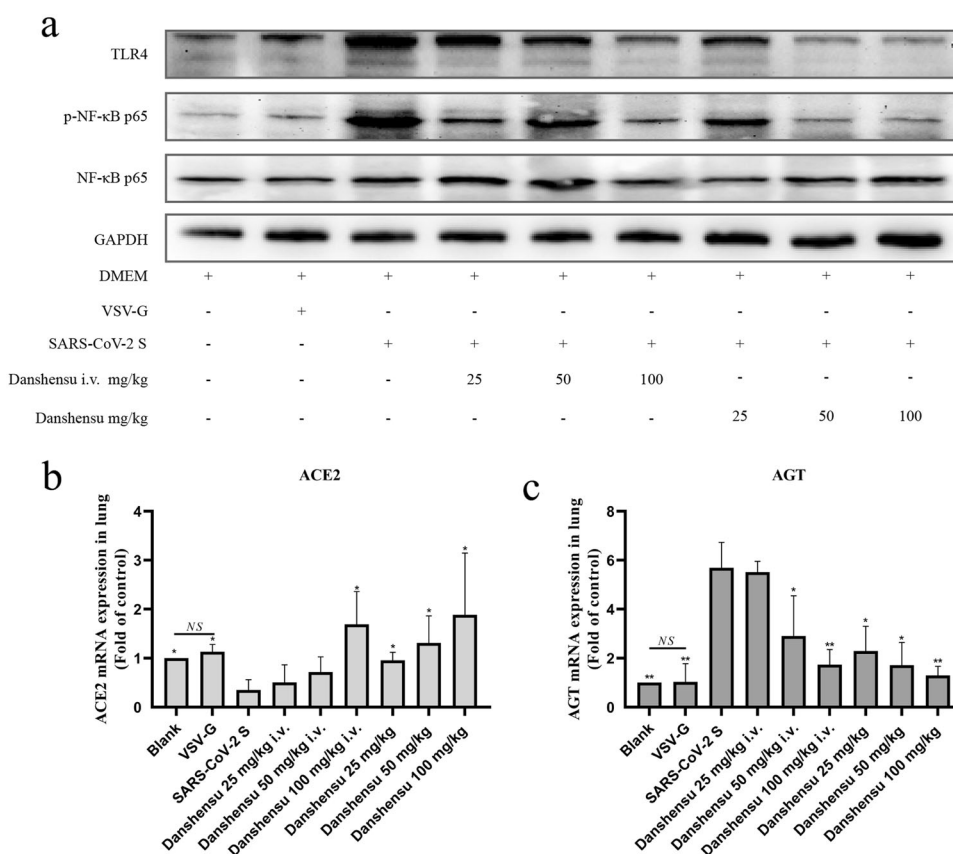 a
TLR4
p-NF-κB p65
NF-κB p65
GAPDH
DMEM + + + + + + + + +
VSV-G - + - - - - - - -
SARS-CoV-2 S - - + + + + + + +
Danshensu i.v. mg/kg - - - 25 50 100 - - -
Danshensu mg/kg - - - - - - 25 50 100
b
ACE2
ACE2 mRNA expression in lung
(Fold of control)
4
3
2
1
0
*
NS
*
*
*
*
*
Blank
VSV-G
SARS-CoV-2 S
Danshensu 25 mg/kg i.v.
Danshensu 50 mg/kg i.v.
Danshensu 100 mg/kg i.v.
Danshensu 25 mg/kg
Danshensu 50 mg/kg
Danshensu 100 mg/kg
c
AGT
AGT mRNA expression in lung
(Fold of control)
8
6
4
2
0
**
NS
**
*
**
*
*
**
Blank
VSV-G
SARS-CoV-2 S
Danshensu 25 mg/kg i.v.
Danshensu 50 mg/kg i.v.
Danshensu 100 mg/kg i.v.
Danshensu 25 mg/kg
Danshensu 50 mg/kg
Danshensu 100 mg/kg